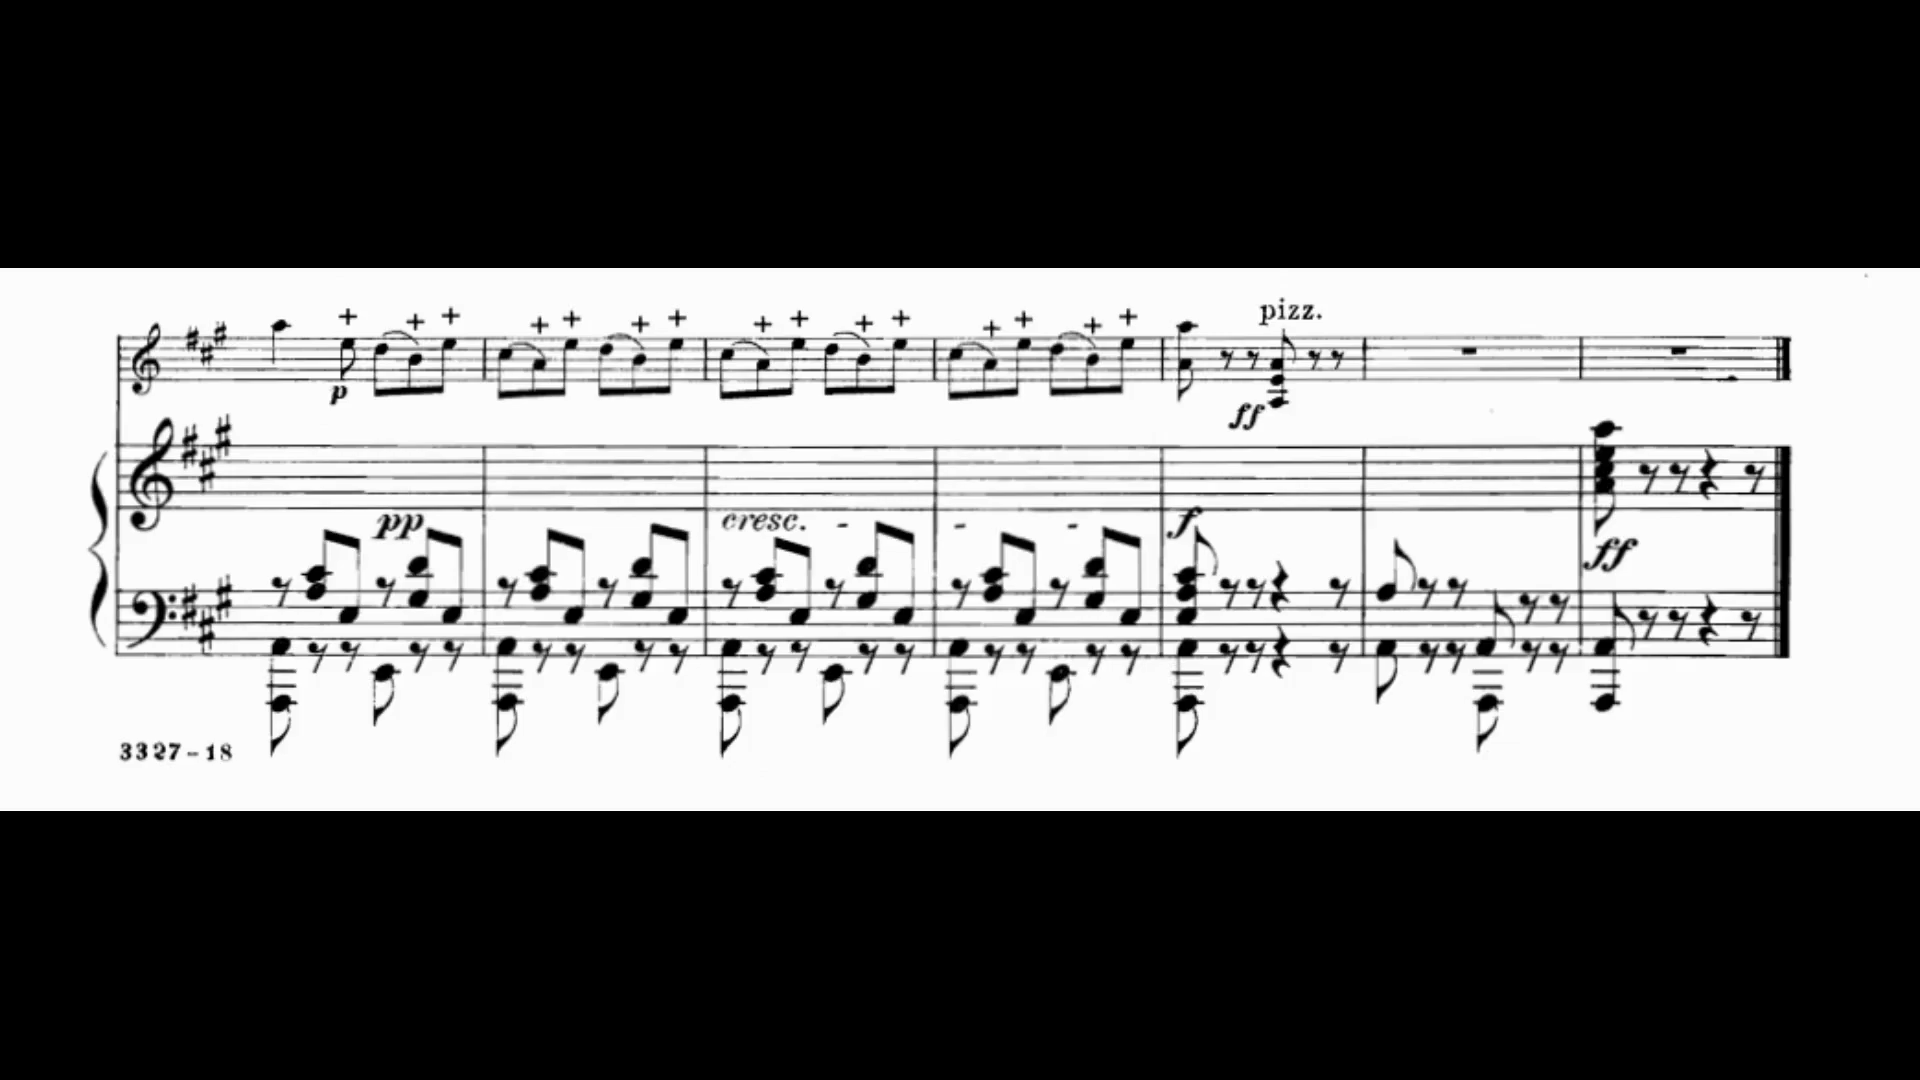 pizz.
p
ff
pp
cresc. - - -
f
ff
3327-18